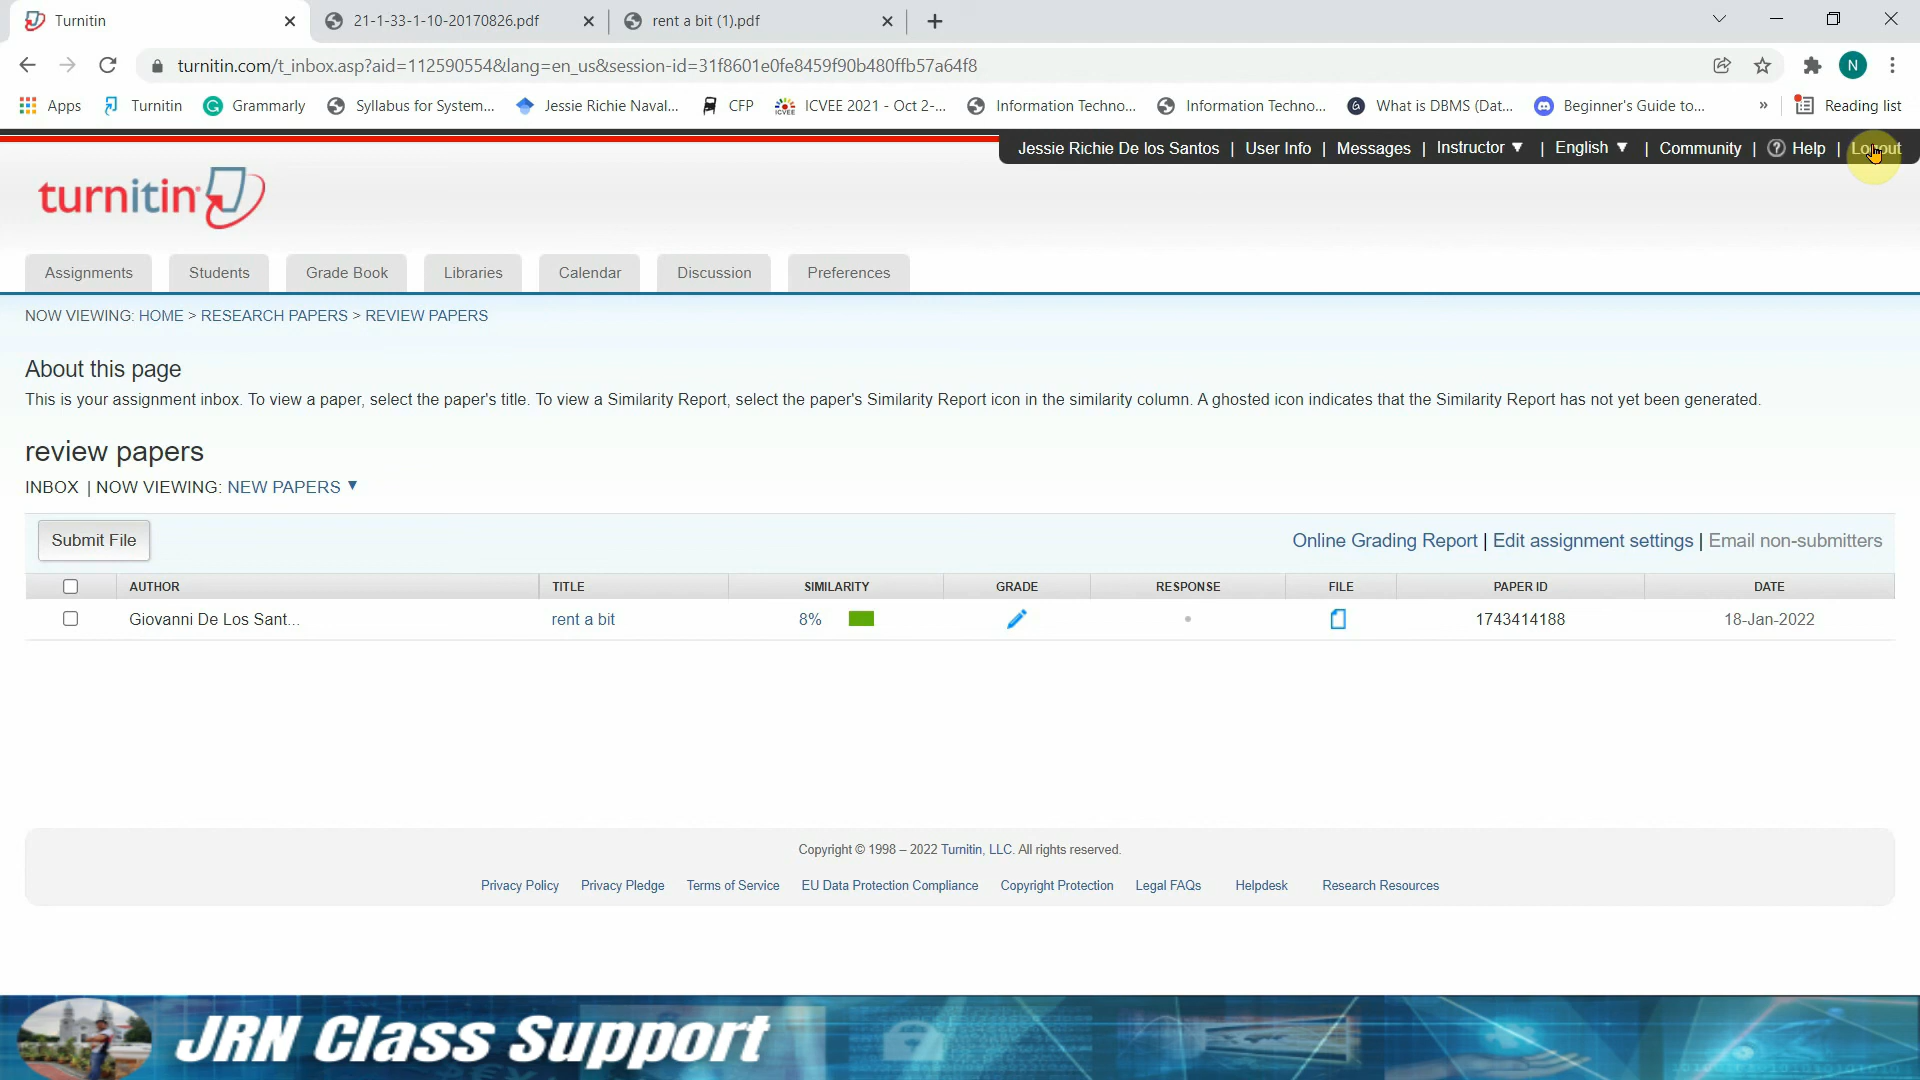 Turnitin
21-1-33-1-10-20170826.pdf
rent a bit (1).pdf
turnitin.com/t_inbox.asp?aid=112590554&lang=en_us&session-id=31f8601e0fe8459f90b480ffb57a64f8
N
Apps Turnitin Grammarly Syllabus for System... Jessie Richie Naval... CFP ICVEE 2021 - Oct 2-... Information Techno... Information Techno... What is DBMS (Dat... Beginner's Guide to... » Reading list
Jessie Richie De los Santos | User Info | Messages | Instructor ▼ | English ▼ | Community | ? Help | Logout
turnitin
Assignments Students Grade Book Libraries Calendar Discussion Preferences
NOW VIEWING: HOME > RESEARCH PAPERS > REVIEW PAPERS
About this page
This is your assignment inbox. To view a paper, select the paper's title. To view a Similarity Report, select the paper's Similarity Report icon in the similarity column. A ghosted icon indicates that the Similarity Report has not yet been generated.
review papers
INBOX | NOW VIEWING: NEW PAPERS ▼
Submit File
Online Grading Report | Edit assignment settings | Email non-submitters
AUTHOR TITLE SIMILARITY GRADE RESPONSE FILE PAPER ID DATE
Giovanni De Los Sant... rent a bit 8% 1743414188 18-Jan-2022
Copyright © 1998 – 2022 Turnitin, LLC. All rights reserved.
Privacy Policy Privacy Pledge Terms of Service EU Data Protection Compliance Copyright Protection Legal FAQs Helpdesk Research Resources
JRN Class Support